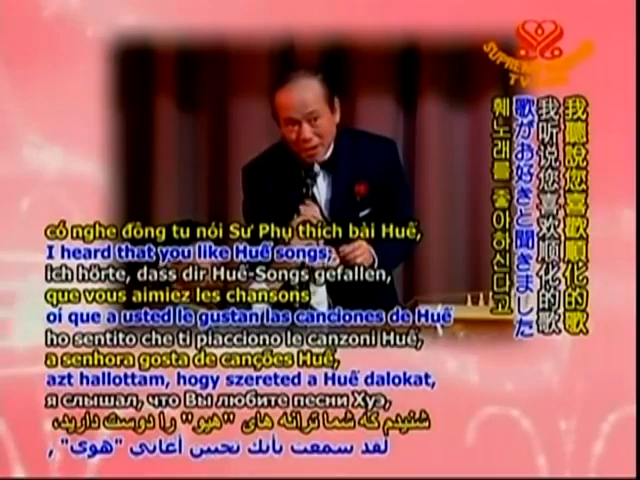 SUPREME
TV
có nghe đồng tu nói Sư Phụ thích bài Huế,
I heard that you like Huế songs,
ich hörte, dass dir Huế-Songs gefallen,
que vous aimiez les chansons
oí que a usted le gustan las canciones de Huế
ho sentito che ti piacciono le canzoni Huế,
a senhora gosta de canções Huế,
azt hallottam, hogy szereted a Huế dalokat,
я слышал, что Вы любите песни Хуэ,
شنیدم که شما ترانه های "هیو" را دوست دارید،
لقد سمعت بأنك تحبين أغاني "هوي" ,
我聽說您喜歡順化的歌
我听说您喜欢顺化的歌
歌がお好きと聞きました
훼노래를 좋아하신다고